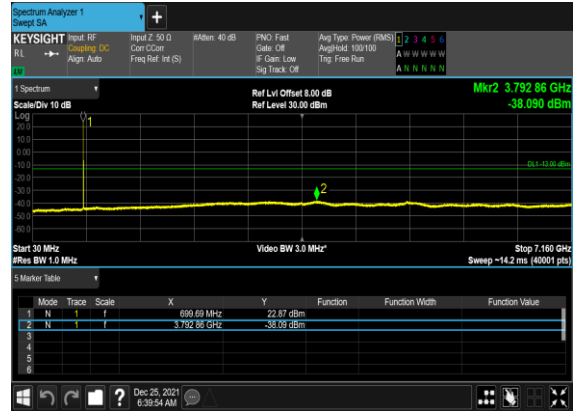 Spectrum Analyzer 1
Swept SA
+
KEYSIGHT Input: RF Input Z: 50 Ω #Atten: 40 dB PNO: Fast Avg Type: Power (RMS) 1 2 3 4 5 6
RL Coupling: DC Corr CCorr Gate: Off Avg|Hold: 100/100 A W W W W W
Align: Auto Freq Ref: Int (S) IF Gain: Low Trig: Free Run
Sig Track: Off A N N N N N
LXI
1 Spectrum Ref Lvl Offset 8.00 dB Mkr2 3.792 86 GHz
Scale/Div 10 dB Ref Level 30.00 dBm -38.090 dBm
Log
1
20.0
10.0
0.00
-10.0
DL1 -13.00 dBm
-20.0
-30.0
2
-40.0
-50.0
-60.0
Start 30 MHz Video BW 3.0 MHz* Stop 7.160 GHz
#Res BW 1.0 MHz Sweep ~14.2 ms (40001 pts)
5 Marker Table
Mode Trace Scale X Y Function Function Width Function Value
1 N 1 f 699.69 MHz 22.87 dBm
2 N 1 f 3.792 86 GHz -38.09 dBm
3
4
5
6
? Dec 25, 2021
6:39:54 AM